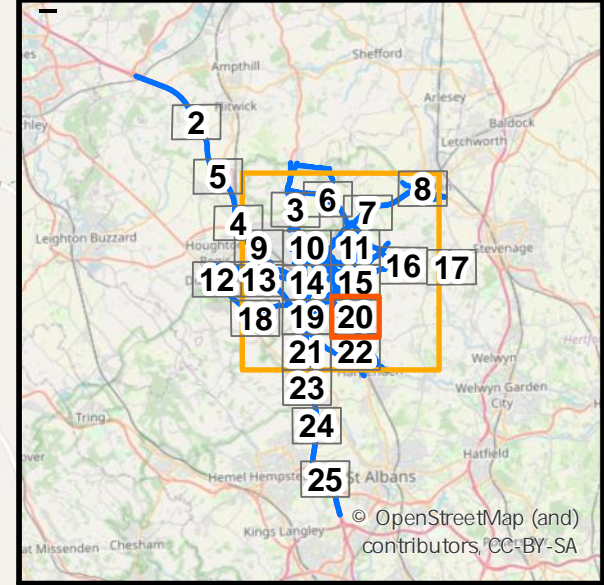 Shefford
Ampthill
Arlesey
Flitwick
Baldock
2
Letchworth
5
8
6
3
7
4
Leighton Buzzard
9
10
11
Stevenage
16
17
12
13
14
15
18
19
20
21
22
Welwyn
23
Welwyn Garden
City
Tring
24
Hatfield
25
Hemel Hempste
St Albans
© OpenStreetMap (and)
contributors, CC-BY-SA
Kings Langley
at Missenden
Chesham